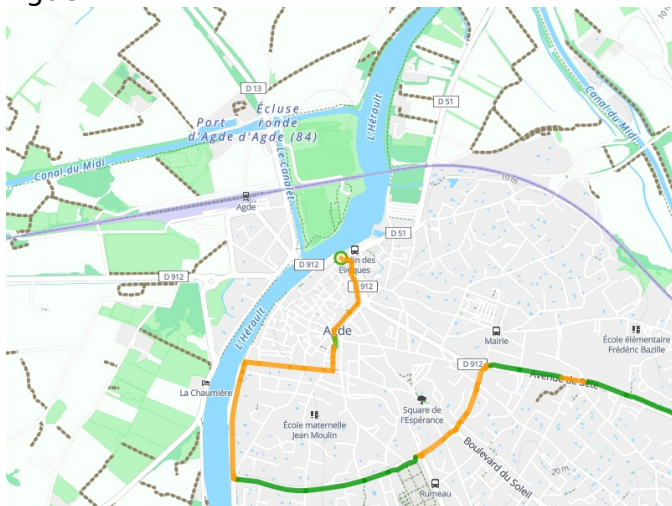 D 13
Écluse
Port ronde
d'Agde d'Agde (84)
Canal du Midi
Le Canalet
L'Hérault
D 51
Canal du Midi
10 m
Agde
D 51
D 912
D 912
Evêques
D 912
L'Hérault
Agde
Mairie
École élémentaire
Frédéric Bazille
D 912
Avenue de Sète
La Chaumière
Square de
l'Espérance
École maternelle
Jean Moulin
Boulevard du Soleil
20 m
Rumeau